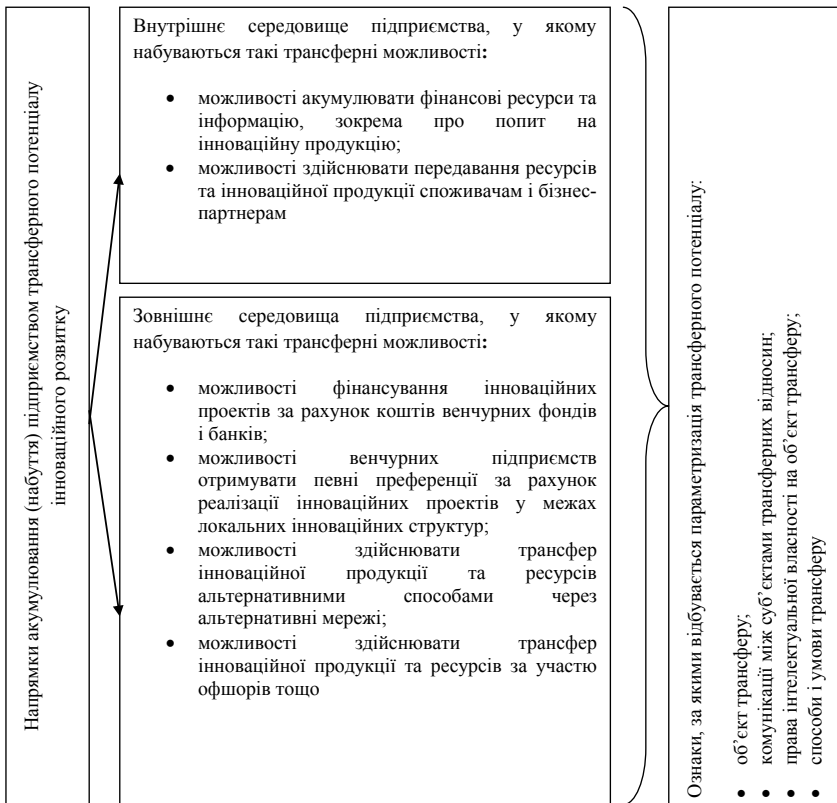 Напрямки акумулювання (набуття) підприємством трансферного потенціалу
інноваційного розвитку
Внутрішнє середовище підприємства, у якому
набуваються такі трансферні можливості:
• можливості акумулювати фінансові ресурси та
інформацію, зокрема про попит на
інноваційну продукцію;
• можливості здійснювати передавання ресурсів
та інноваційної продукції споживачам і бізнес-
партнерам
Зовнішнє середовища підприємства, у якому
набуваються такі трансферні можливості:
• можливості фінансування інноваційних
проектів за рахунок коштів венчурних фондів
і банків;
• можливості венчурних підприємств
отримувати певні преференції за рахунок
реалізації інноваційних проектів у межах
локальних інноваційних структур;
• можливості здійснювати трансфер
інноваційної продукції та ресурсів
альтернативними способами через
альтернативні мережі;
• можливості здійснювати трансфер
інноваційної продукції та ресурсів за участю
офшорів тощо
Ознаки, за якими відбувається параметризація трансферного потенціалу:
• об’єкт трансферу;
• комунікації між суб’єктами трансферних відносин;
• права інтелектуальної власності на об’єкт трансферу;
• способи і умови трансферу